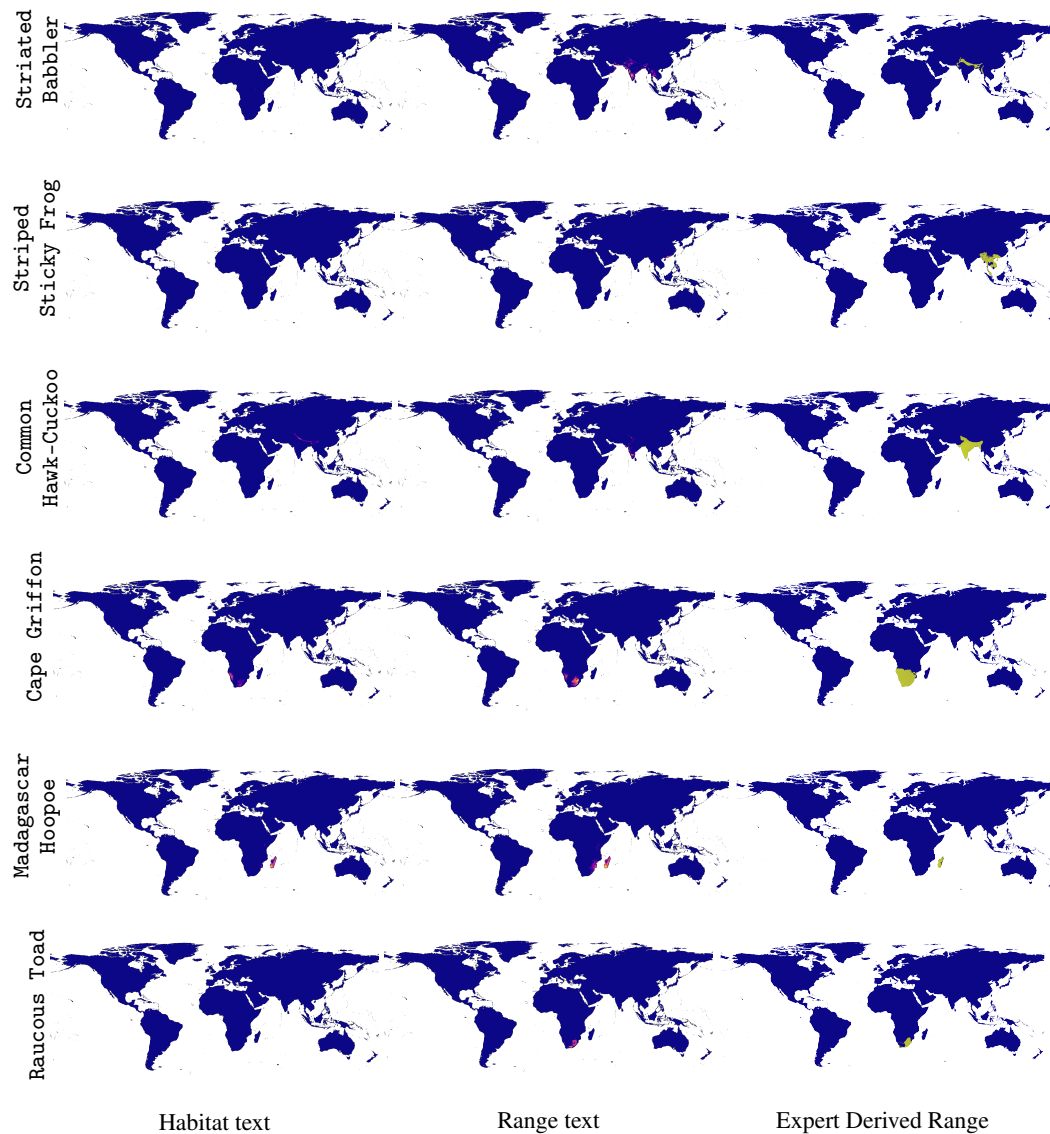 Striated
Babbler
Striped
Sticky Frog
Common
Hawk-Cuckoo
Cape Griffon
Madagascar
Hoopoe
Raucous Toad
Habitat text
Range text
Expert Derived Range